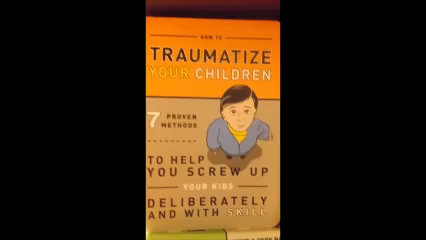 HOW TO
TRAUMATIZE
YOUR CHILDREN
7 PROVEN
METHODS
TO HELP
YOU SCREW UP
YOUR KIDS
DELIBERATELY
AND WITH SKILL